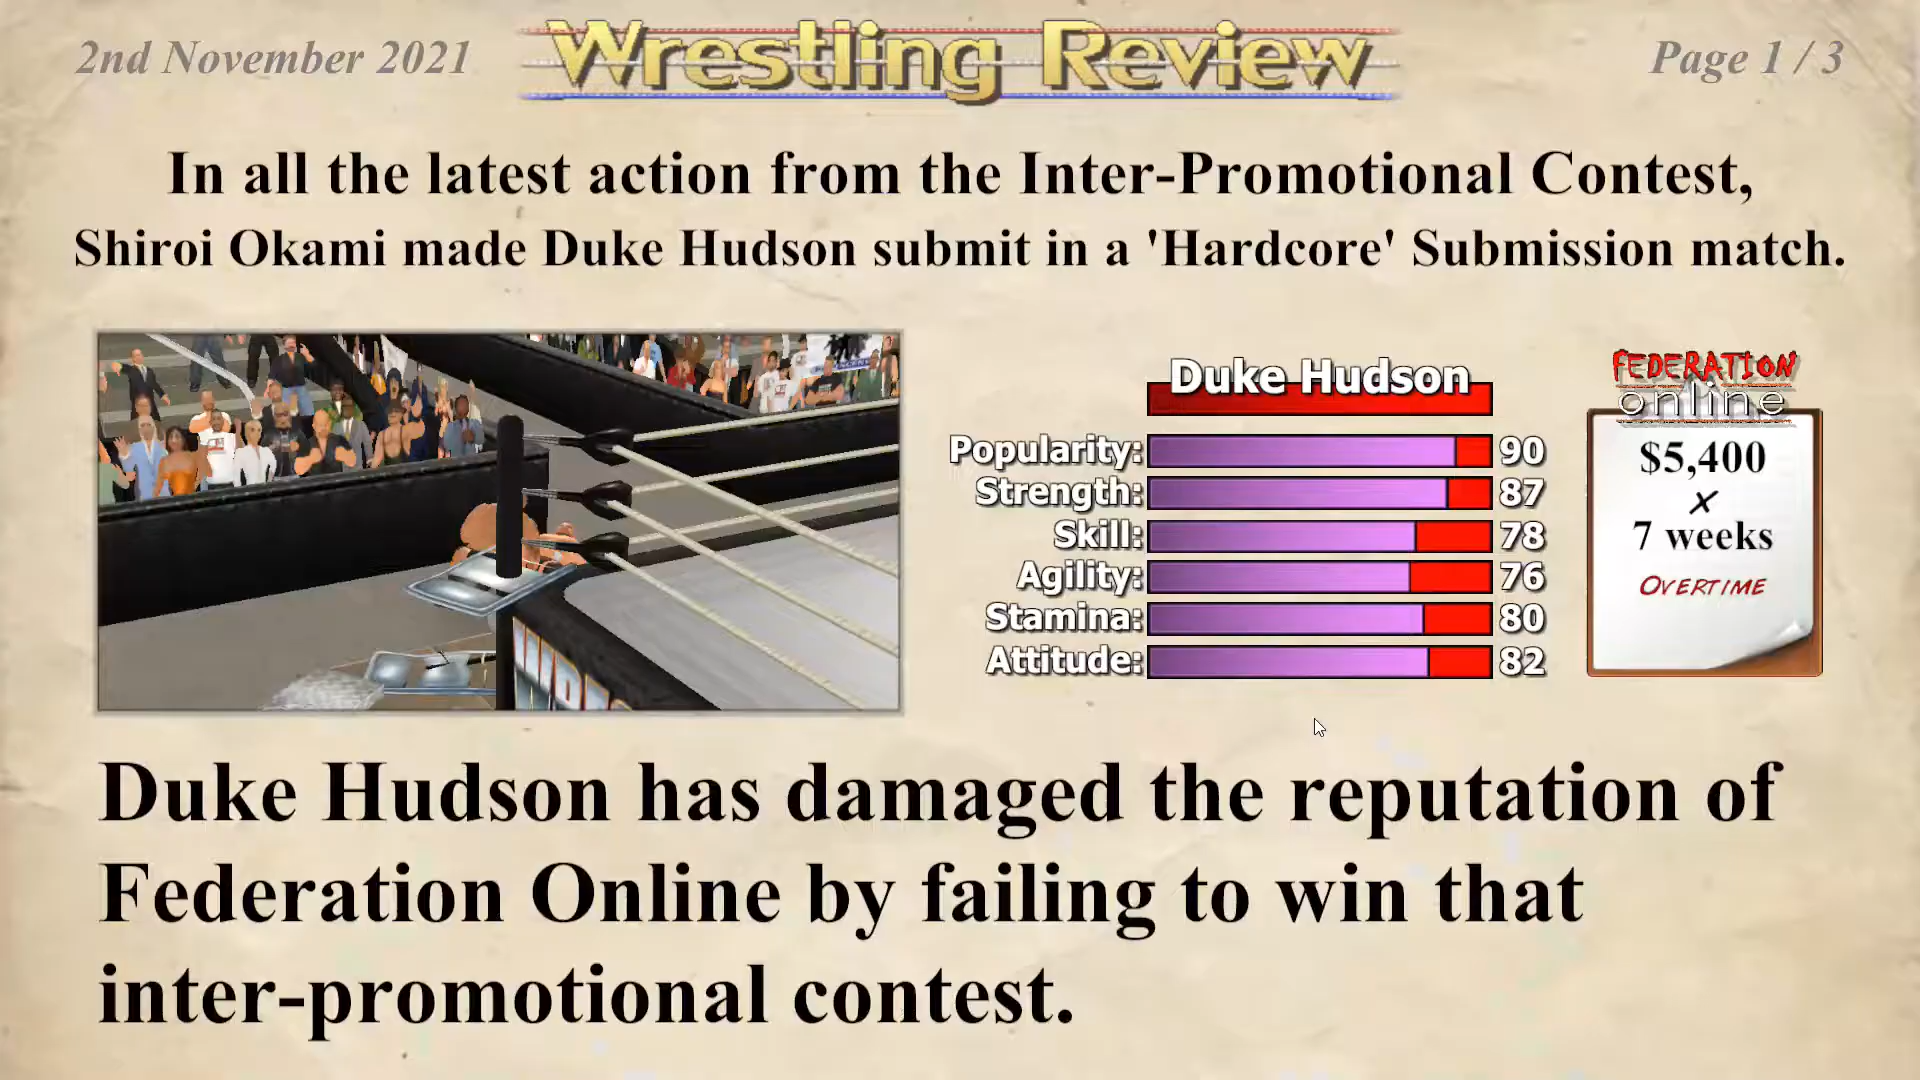 2nd November 2021
Wrestling Review
Page 1 / 3
In all the latest action from the Inter-Promotional Contest,
Shiroi Okami made Duke Hudson submit in a 'Hardcore' Submission match.
Duke Hudson
Popularity: 90
Strength: 87
Skill: 78
Agility: 76
Stamina: 80
Attitude: 82
FEDERATION
online
$5,400
x
7 weeks
OVERTIME
Duke Hudson has damaged the reputation of
Federation Online by failing to win that
inter-promotional contest.